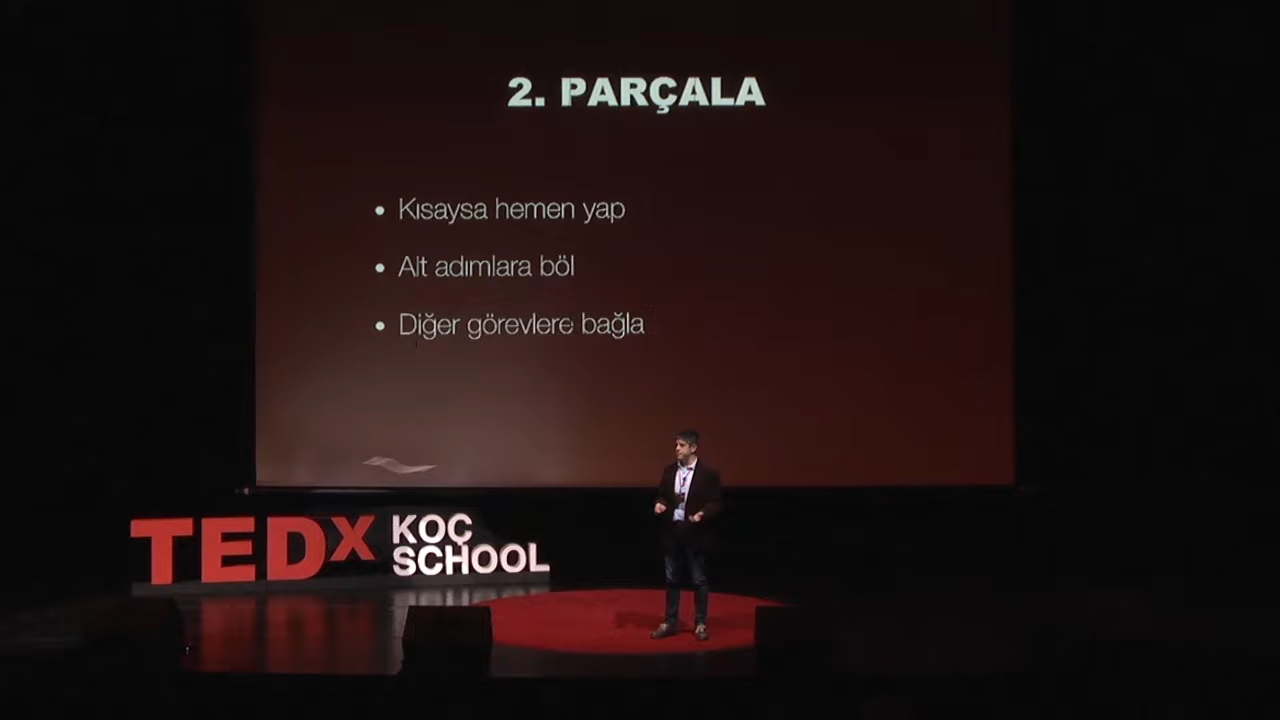 2. PARÇALA
• Kısaysa hemen yap
• Alt adımlara böl
• Diğer görevlere bağla
TEDx KOÇ
SCHOOL